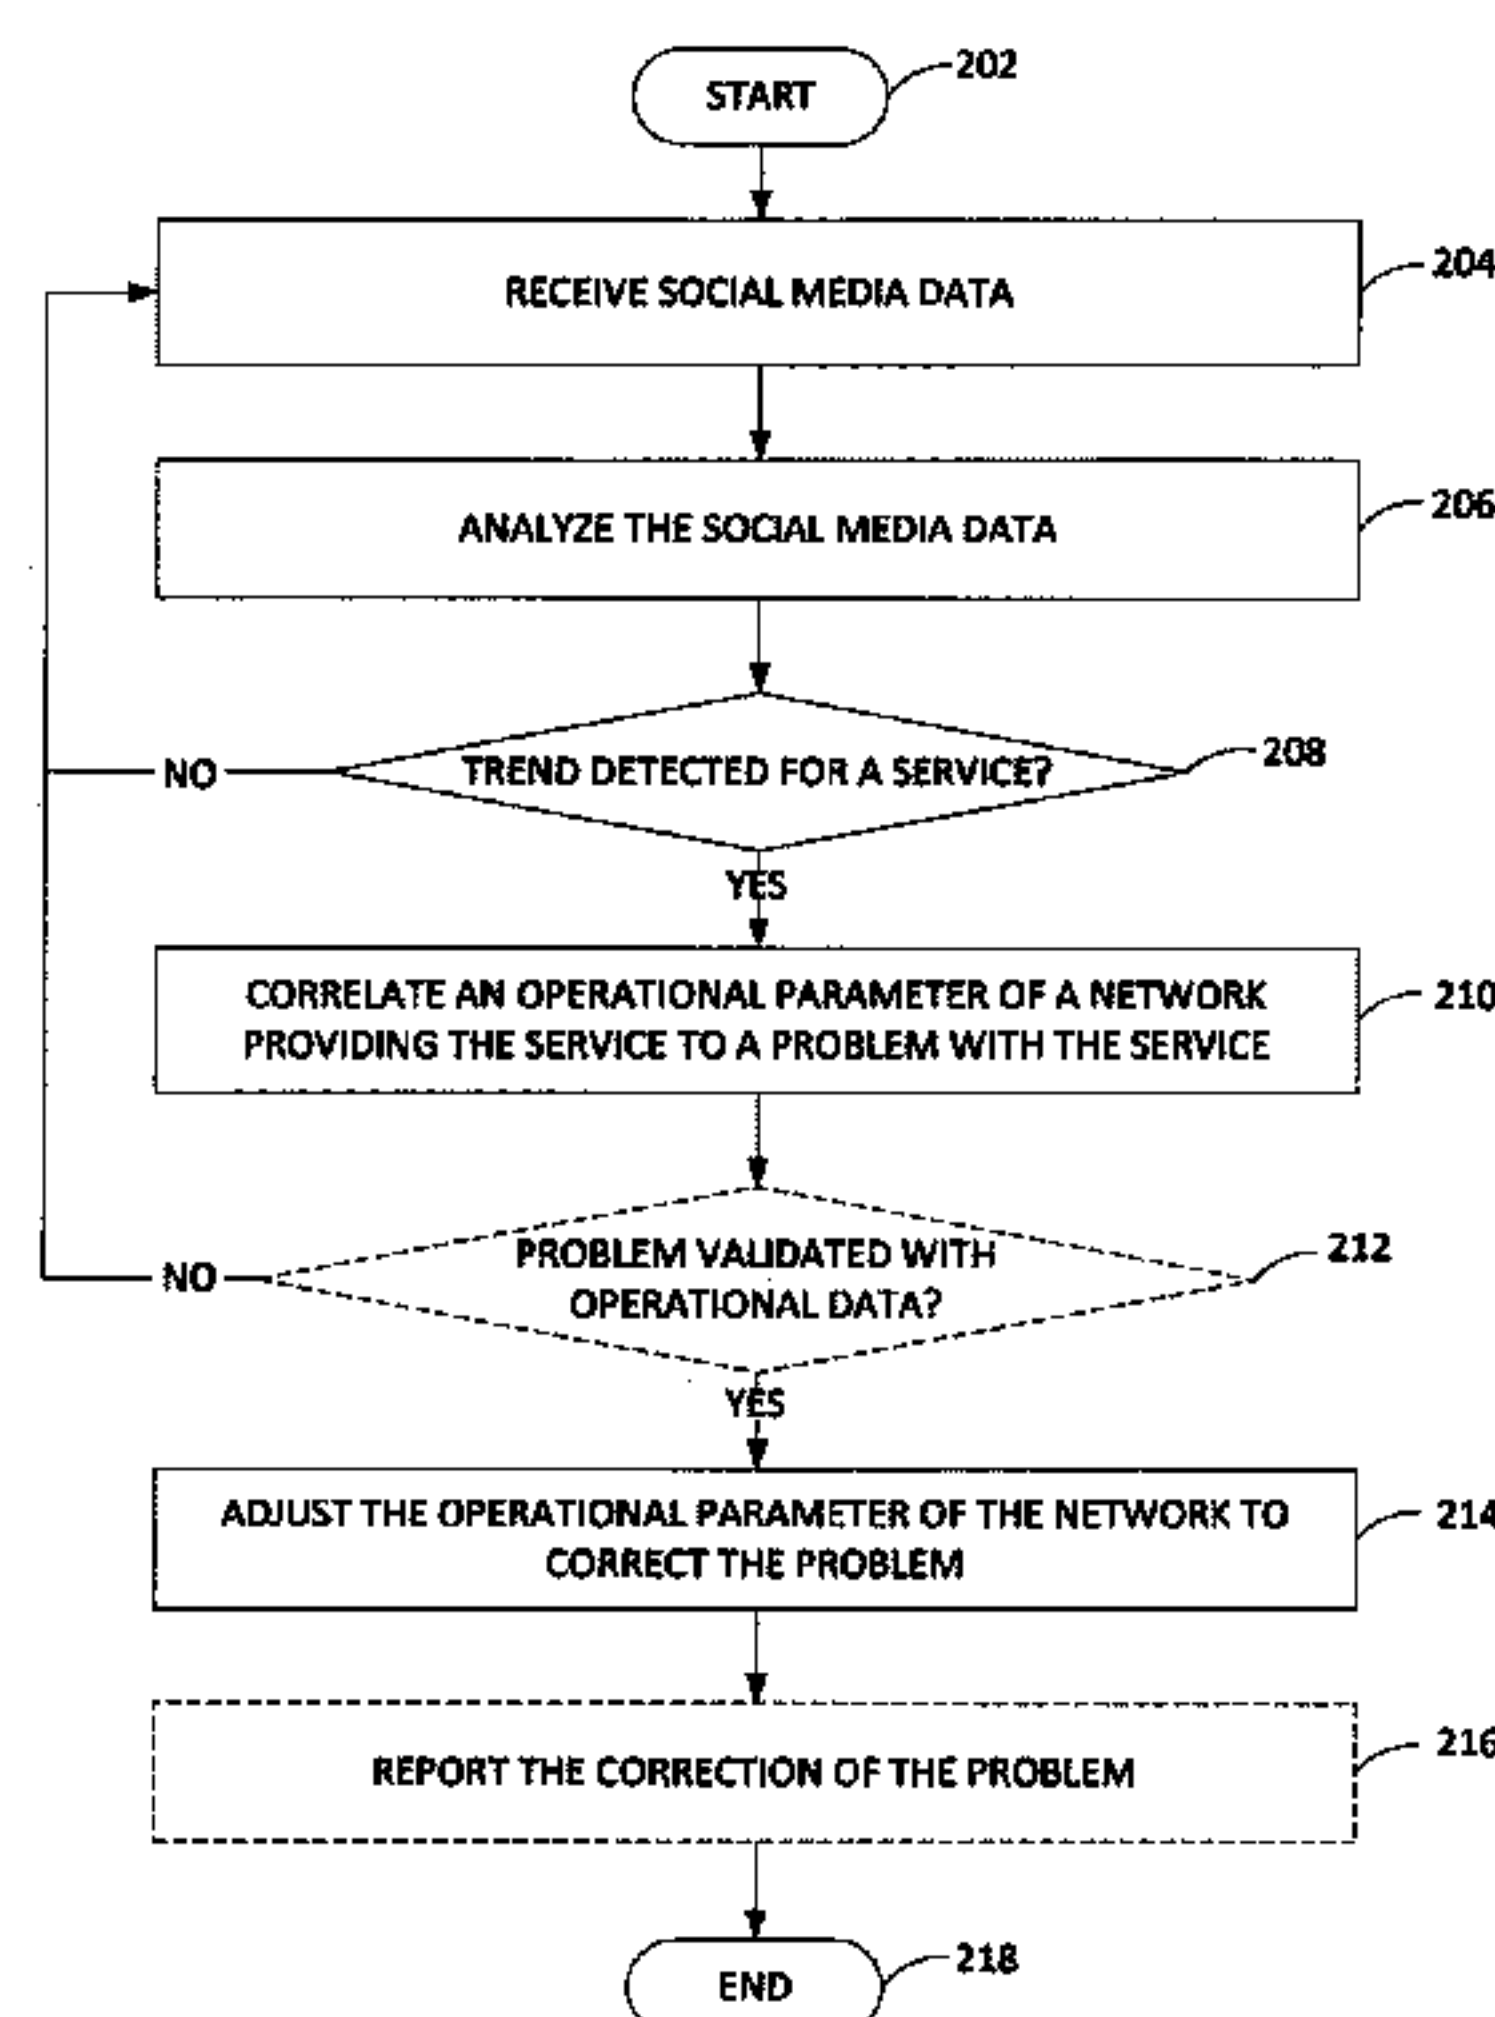 START
202
RECEIVE SOCIAL MEDIA DATA
204
ANALYZE THE SOCIAL MEDIA DATA
206
TREND DETECTED FOR A SERVICE?
208
NO
YES
CORRELATE AN OPERATIONAL PARAMETER OF A NETWORK
PROVIDING THE SERVICE TO A PROBLEM WITH THE SERVICE
210
PROBLEM VALIDATED WITH
OPERATIONAL DATA?
212
NO
YES
ADJUST THE OPERATIONAL PARAMETER OF THE NETWORK TO
CORRECT THE PROBLEM
214
REPORT THE CORRECTION OF THE PROBLEM
216
END
218